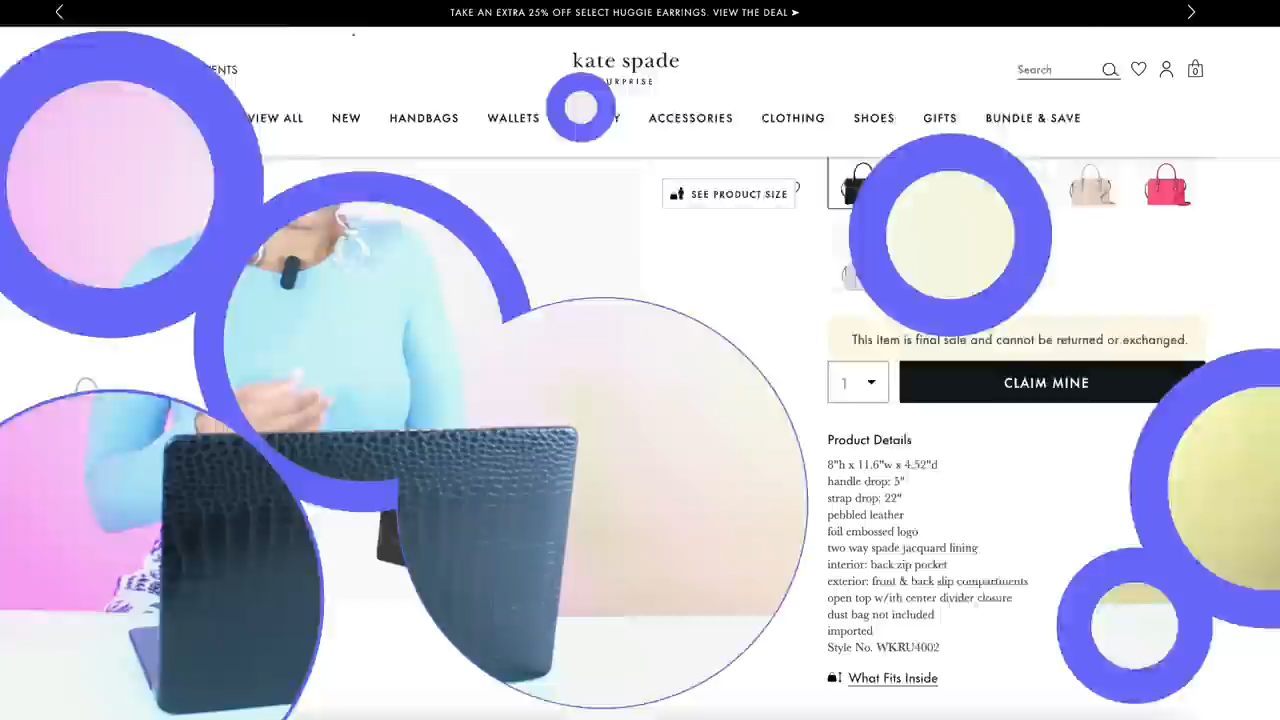 TAKE AN EXTRA 25% OFF SELECT HUGGIE EARRINGS. VIEW THE DEAL ➤
kate spade
Search
0
VIEW ALL NEW HANDBAGS WALLETS ACCESSORIES CLOTHING SHOES GIFTS BUNDLE & SAVE
SEE PRODUCT SIZE
This item is final sale and cannot be returned or exchanged.
1 CLAIM MINE
Product Details
8"h x 11.6"w x 4.52"d
handle drop: 5"
strap drop: 22"
pebbled leather
foil embossed logo
two way spade jacquard lining
interior: back zip pocket
exterior: front & back slip compartments
open top w/ith center divider closure
dust bag not included
imported
Style No. WKRU4002
What Fits Inside